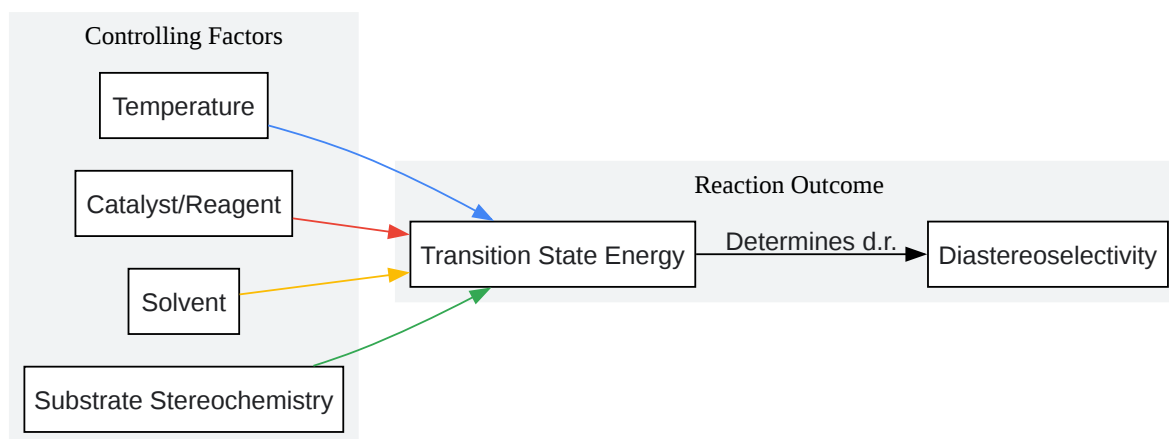 Controlling Factors
Temperature
Catalyst/Reagent
Solvent
Substrate Stereochemistry
Reaction Outcome
Transition State Energy
Determines d.r.
Diastereoselectivity